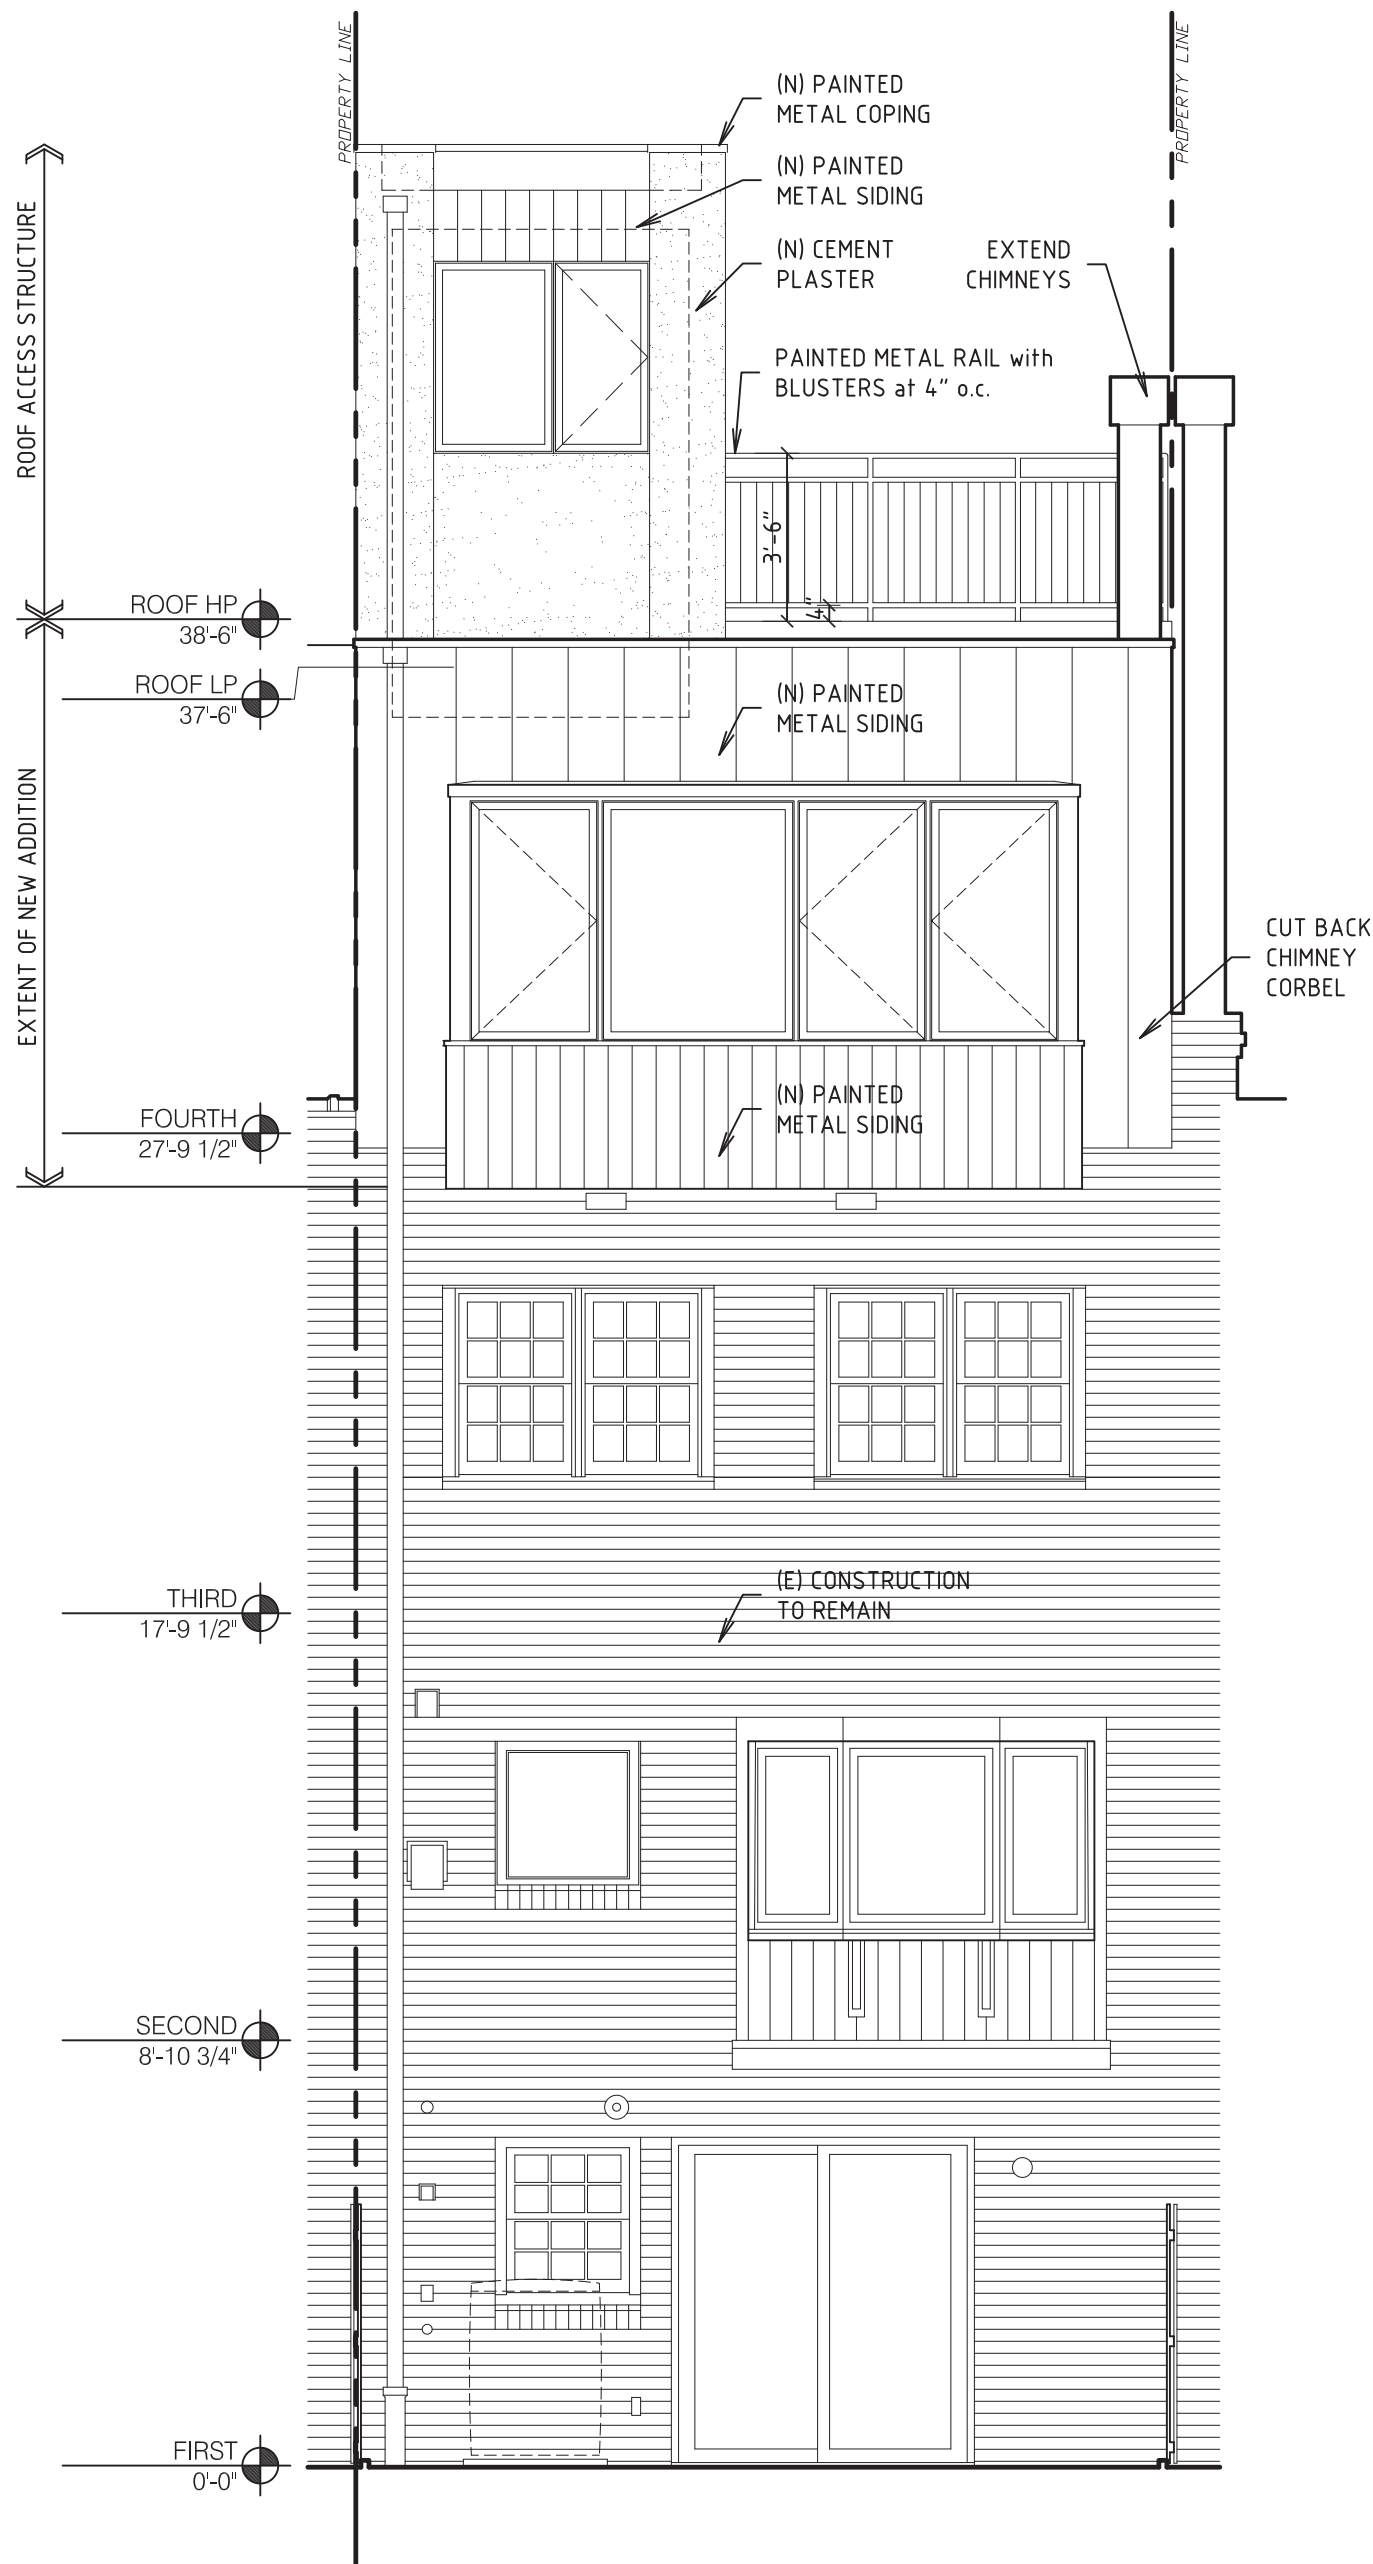 PROPERTY LINE
PROPERTY LINE
(N) PAINTED
METAL COPING
(N) PAINTED
METAL SIDING
(N) CEMENT
PLASTER
EXTEND
CHIMNEYS
PAINTED METAL RAIL with
BLUSTERS at 4" o.c.
ROOF ACCESS STRUCTURE
3'-6"
4"
ROOF HP
38'-6"
ROOF LP
37'-6"
(N) PAINTED
METAL SIDING
EXTENT OF NEW ADDITION
CUT BACK
CHIMNEY
CORBEL
(N) PAINTED
METAL SIDING
FOURTH
27'-9 1/2"
(E) CONSTRUCTION
TO REMAIN
THIRD
17'-9 1/2"
SECOND
8'-10 3/4"
FIRST
0'-0"